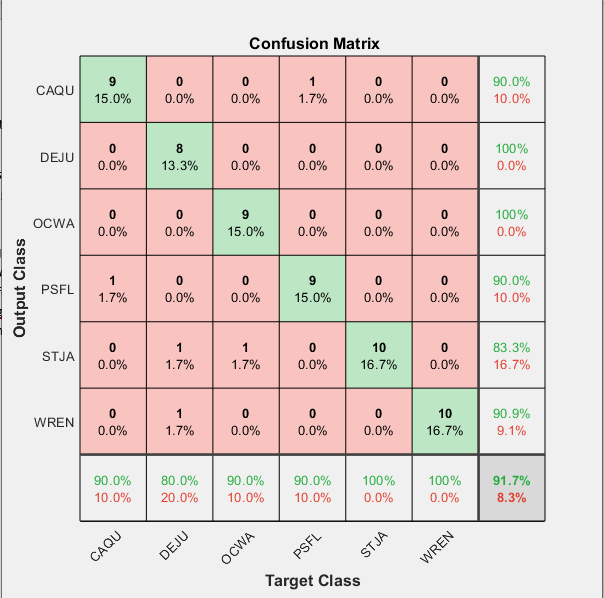 Confusion Matrix
CAQU 9 0 0 1 0 0 90.0%
15.0% 0.0% 0.0% 1.7% 0.0% 0.0% 10.0%
DEJU 0 8 0 0 0 0 100%
0.0% 13.3% 0.0% 0.0% 0.0% 0.0% 0.0%
OCWA 0 0 9 0 0 0 100%
0.0% 0.0% 15.0% 0.0% 0.0% 0.0% 0.0%
PSFL 1 0 0 9 0 0 90.0%
1.7% 0.0% 0.0% 15.0% 0.0% 0.0% 10.0%
STJA 0 1 1 0 10 0 83.3%
0.0% 1.7% 1.7% 0.0% 16.7% 0.0% 16.7%
WREN 0 1 0 0 0 10 90.9%
0.0% 1.7% 0.0% 0.0% 0.0% 16.7% 9.1%
90.0% 80.0% 90.0% 90.0% 100% 100% 91.7%
10.0% 20.0% 10.0% 10.0% 0.0% 0.0% 8.3%
CAQU DEJU OCWA PSFL STJA WREN
Target Class
Output Class